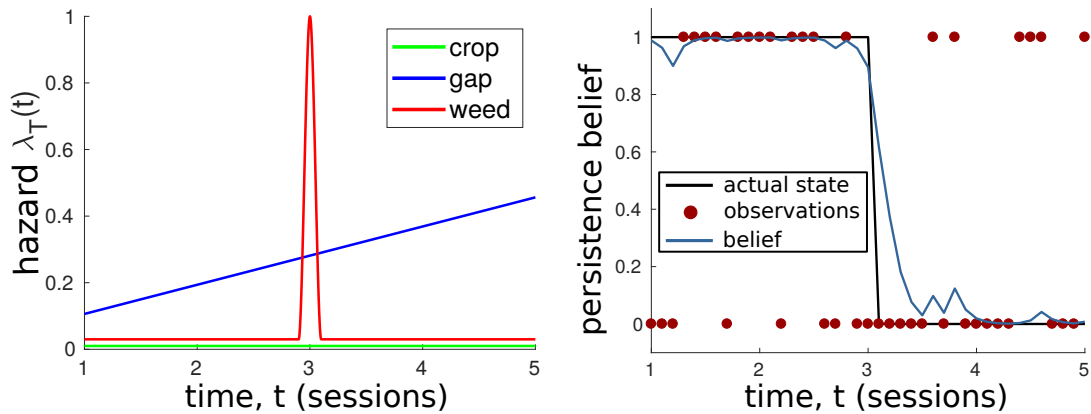 hazard λ_T(t)
1
0.8
0.6
0.4
0.2
0
crop
gap
weed
1 2 3 4 5
time, t (sessions)
persistence belief
1
0.8
0.6
0.4
0.2
0
actual state
observations
belief
1 2 3 4 5
time, t (sessions)